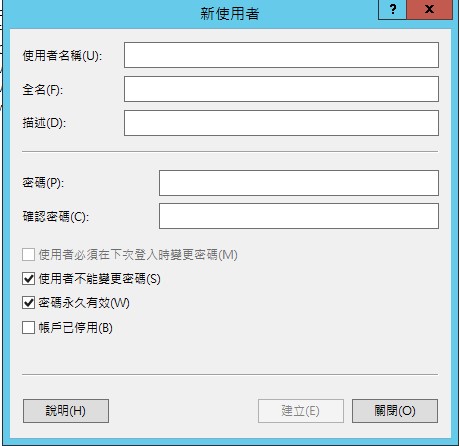 新使用者
?
x
使用者名稱(U):
全名(F):
描述(D):
密碼(P):
確認密碼(C):
使用者必須在下次登入時變更密碼(M)
使用者不能變更密碼(S)
密碼永久有效(W)
帳戶已停用(B)
說明(H)
建立(E)
關閉(O)